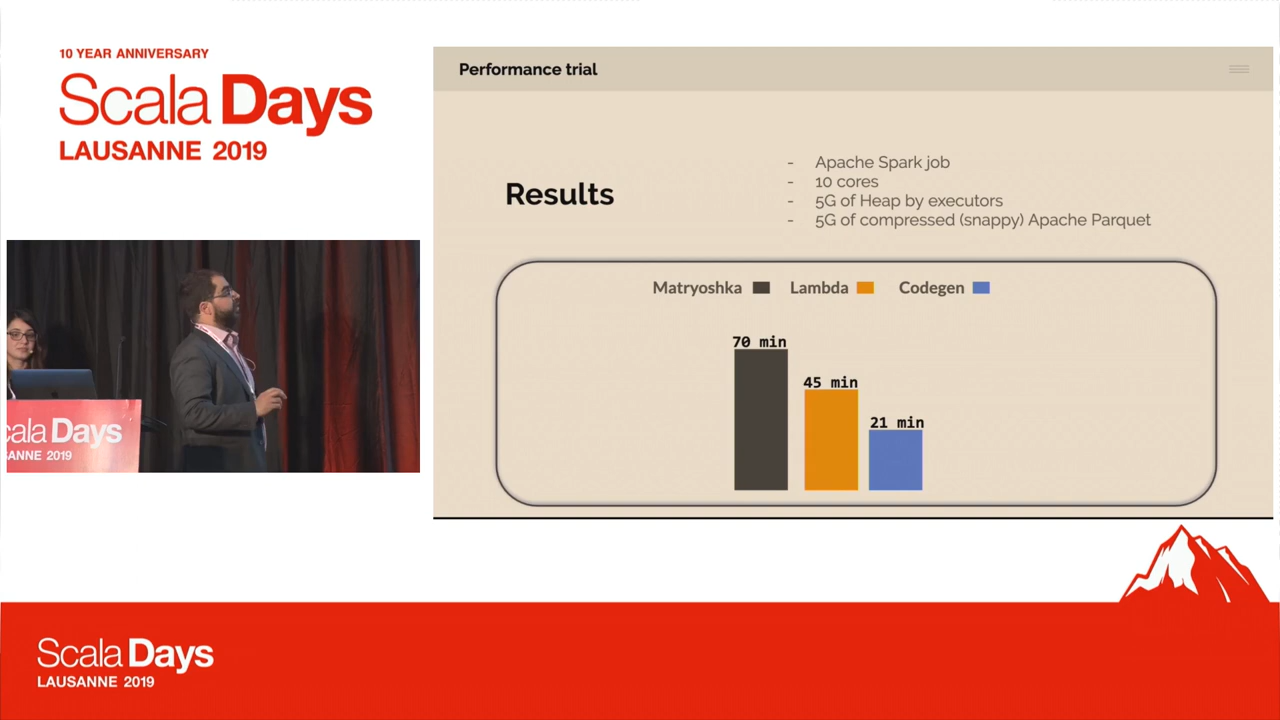 10 YEAR ANNIVERSARY
Scala Days
LAUSANNE 2019
Performance trial
Results
- Apache Spark job
- 10 cores
- 5G of Heap by executors
- 5G of compressed (snappy) Apache Parquet
Matryoshka Lambda Codegen
70 min
45 min
21 min
cala Days
SANNE 2019
Scala Days
LAUSANNE 2019